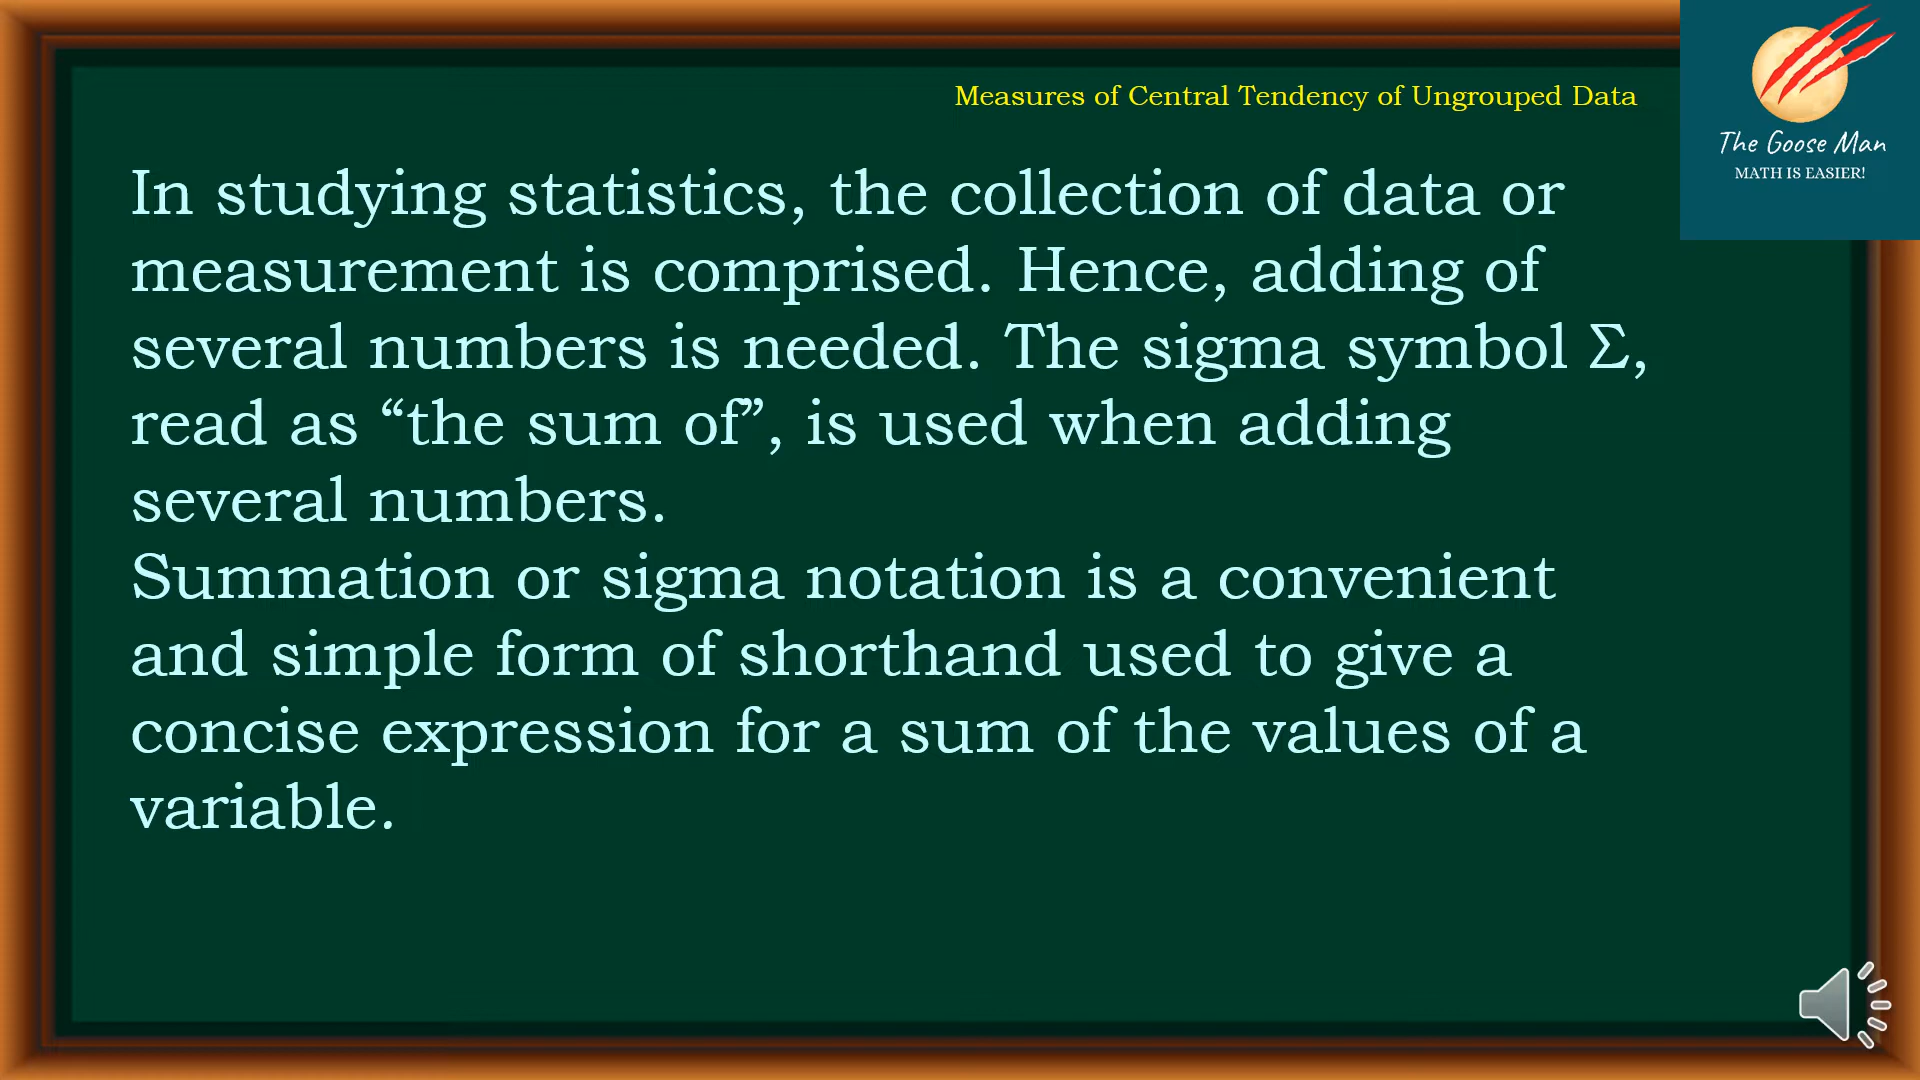 Measures of Central Tendency of Ungrouped Data
The Goose Man
MATH IS EASIER!
In studying statistics, the collection of data or
measurement is comprised. Hence, adding of
several numbers is needed. The sigma symbol Σ,
read as “the sum of”, is used when adding
several numbers.
Summation or sigma notation is a convenient
and simple form of shorthand used to give a
concise expression for a sum of the values of a
variable.